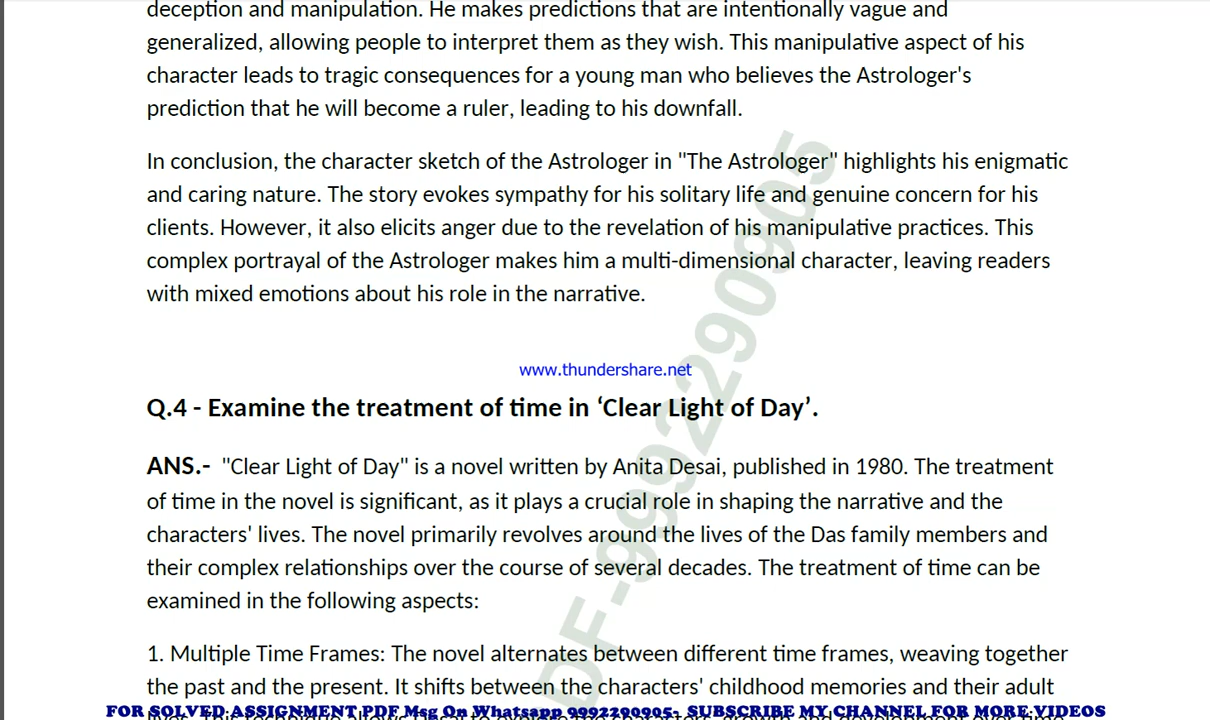 deception and manipulation. He makes predictions that are intentionally vague and
generalized, allowing people to interpret them as they wish. This manipulative aspect of his
character leads to tragic consequences for a young man who believes the Astrologer's
prediction that he will become a ruler, leading to his downfall.
In conclusion, the character sketch of the Astrologer in "The Astrologer" highlights his enigmatic
and caring nature. The story evokes sympathy for his solitary life and genuine concern for his
clients. However, it also elicits anger due to the revelation of his manipulative practices. This
complex portrayal of the Astrologer makes him a multi-dimensional character, leaving readers
with mixed emotions about his role in the narrative.
www.thundershare.net
Q.4 - Examine the treatment of time in ‘Clear Light of Day’.
ANS.- "Clear Light of Day" is a novel written by Anita Desai, published in 1980. The treatment
of time in the novel is significant, as it plays a crucial role in shaping the narrative and the
characters' lives. The novel primarily revolves around the lives of the Das family members and
their complex relationships over the course of several decades. The treatment of time can be
examined in the following aspects:
1. Multiple Time Frames: The novel alternates between different time frames, weaving together
the past and the present. It shifts between the characters' childhood memories and their adult
FOR SOLVED ASSIGNMENT PDF Msg On Whatsapp 9992290905- SUBSCRIBE MY CHANNEL FOR MORE VIDEOS
DF-9992290905